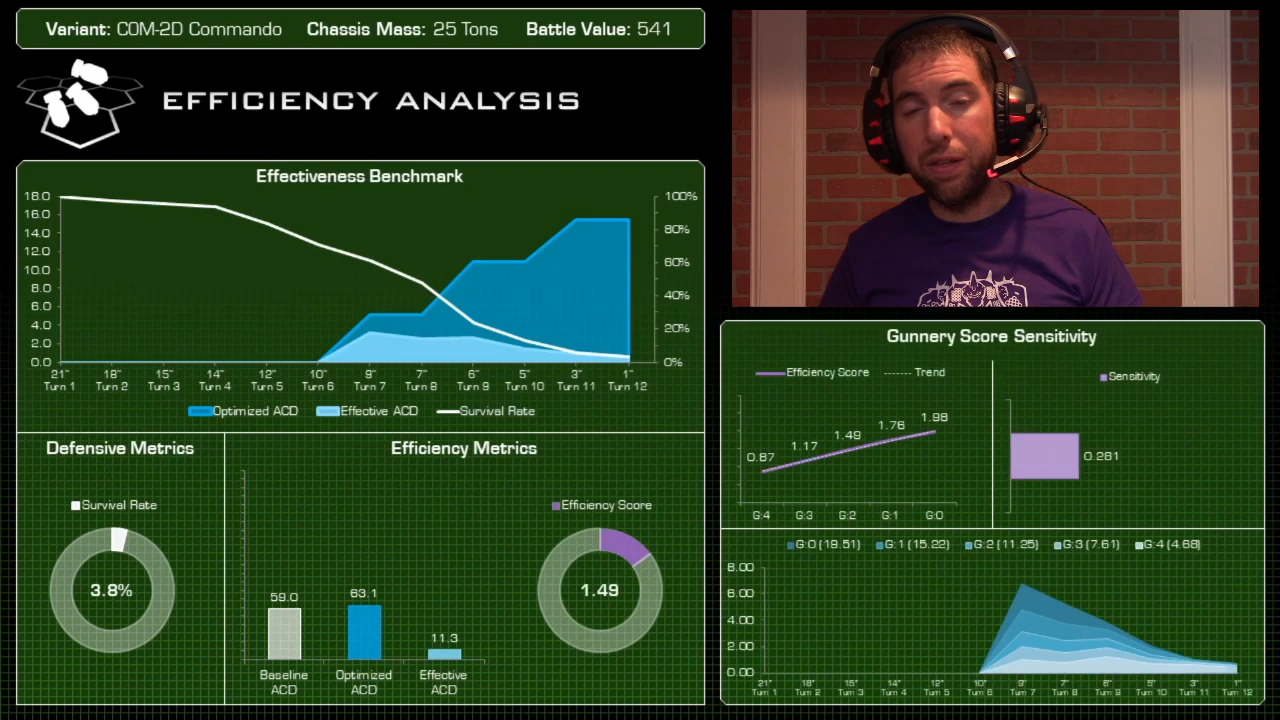 Variant: COM-2D Commando Chassis Mass: 25 Tons Battle Value: 541
EFFICIENCY ANALYSIS
Effectiveness Benchmark
18.0
16.0
14.0
12.0
10.0
8.0
6.0
4.0
2.0
0.0
100%
80%
60%
40%
20%
0%
21" 18" 15" 14" 12" 10" 9" 7" 6" 5" 3" 1"
Turn 1 Turn 2 Turn 3 Turn 4 Turn 5 Turn 6 Turn 7 Turn 8 Turn 9 Turn 10 Turn 11 Turn 12
Optimized ACD Effective ACD Survival Rate
Defensive Metrics
Survival Rate
3.8%
Efficiency Metrics
59.0 63.1 11.3
Baseline Optimized Effective
ACD ACD ACD
Efficiency Score
1.49
Gunnery Score Sensitivity
Efficiency Score Trend
0.87 1.17 1.49 1.76 1.98
G:4 G:3 G:2 G:1 G:0
Sensitivity
0.281
G:0 (19.51) G:1 (15.22) G:2 (11.25) G:3 (7.61) G:4 (4.68)
8.00
6.00
4.00
2.00
0.00
21" 18" 15" 14" 12" 10" 9" 7" 6" 5" 3" 1"
Turn 1 Turn 2 Turn 3 Turn 4 Turn 5 Turn 6 Turn 7 Turn 8 Turn 9 Turn 10 Turn 11 Turn 12